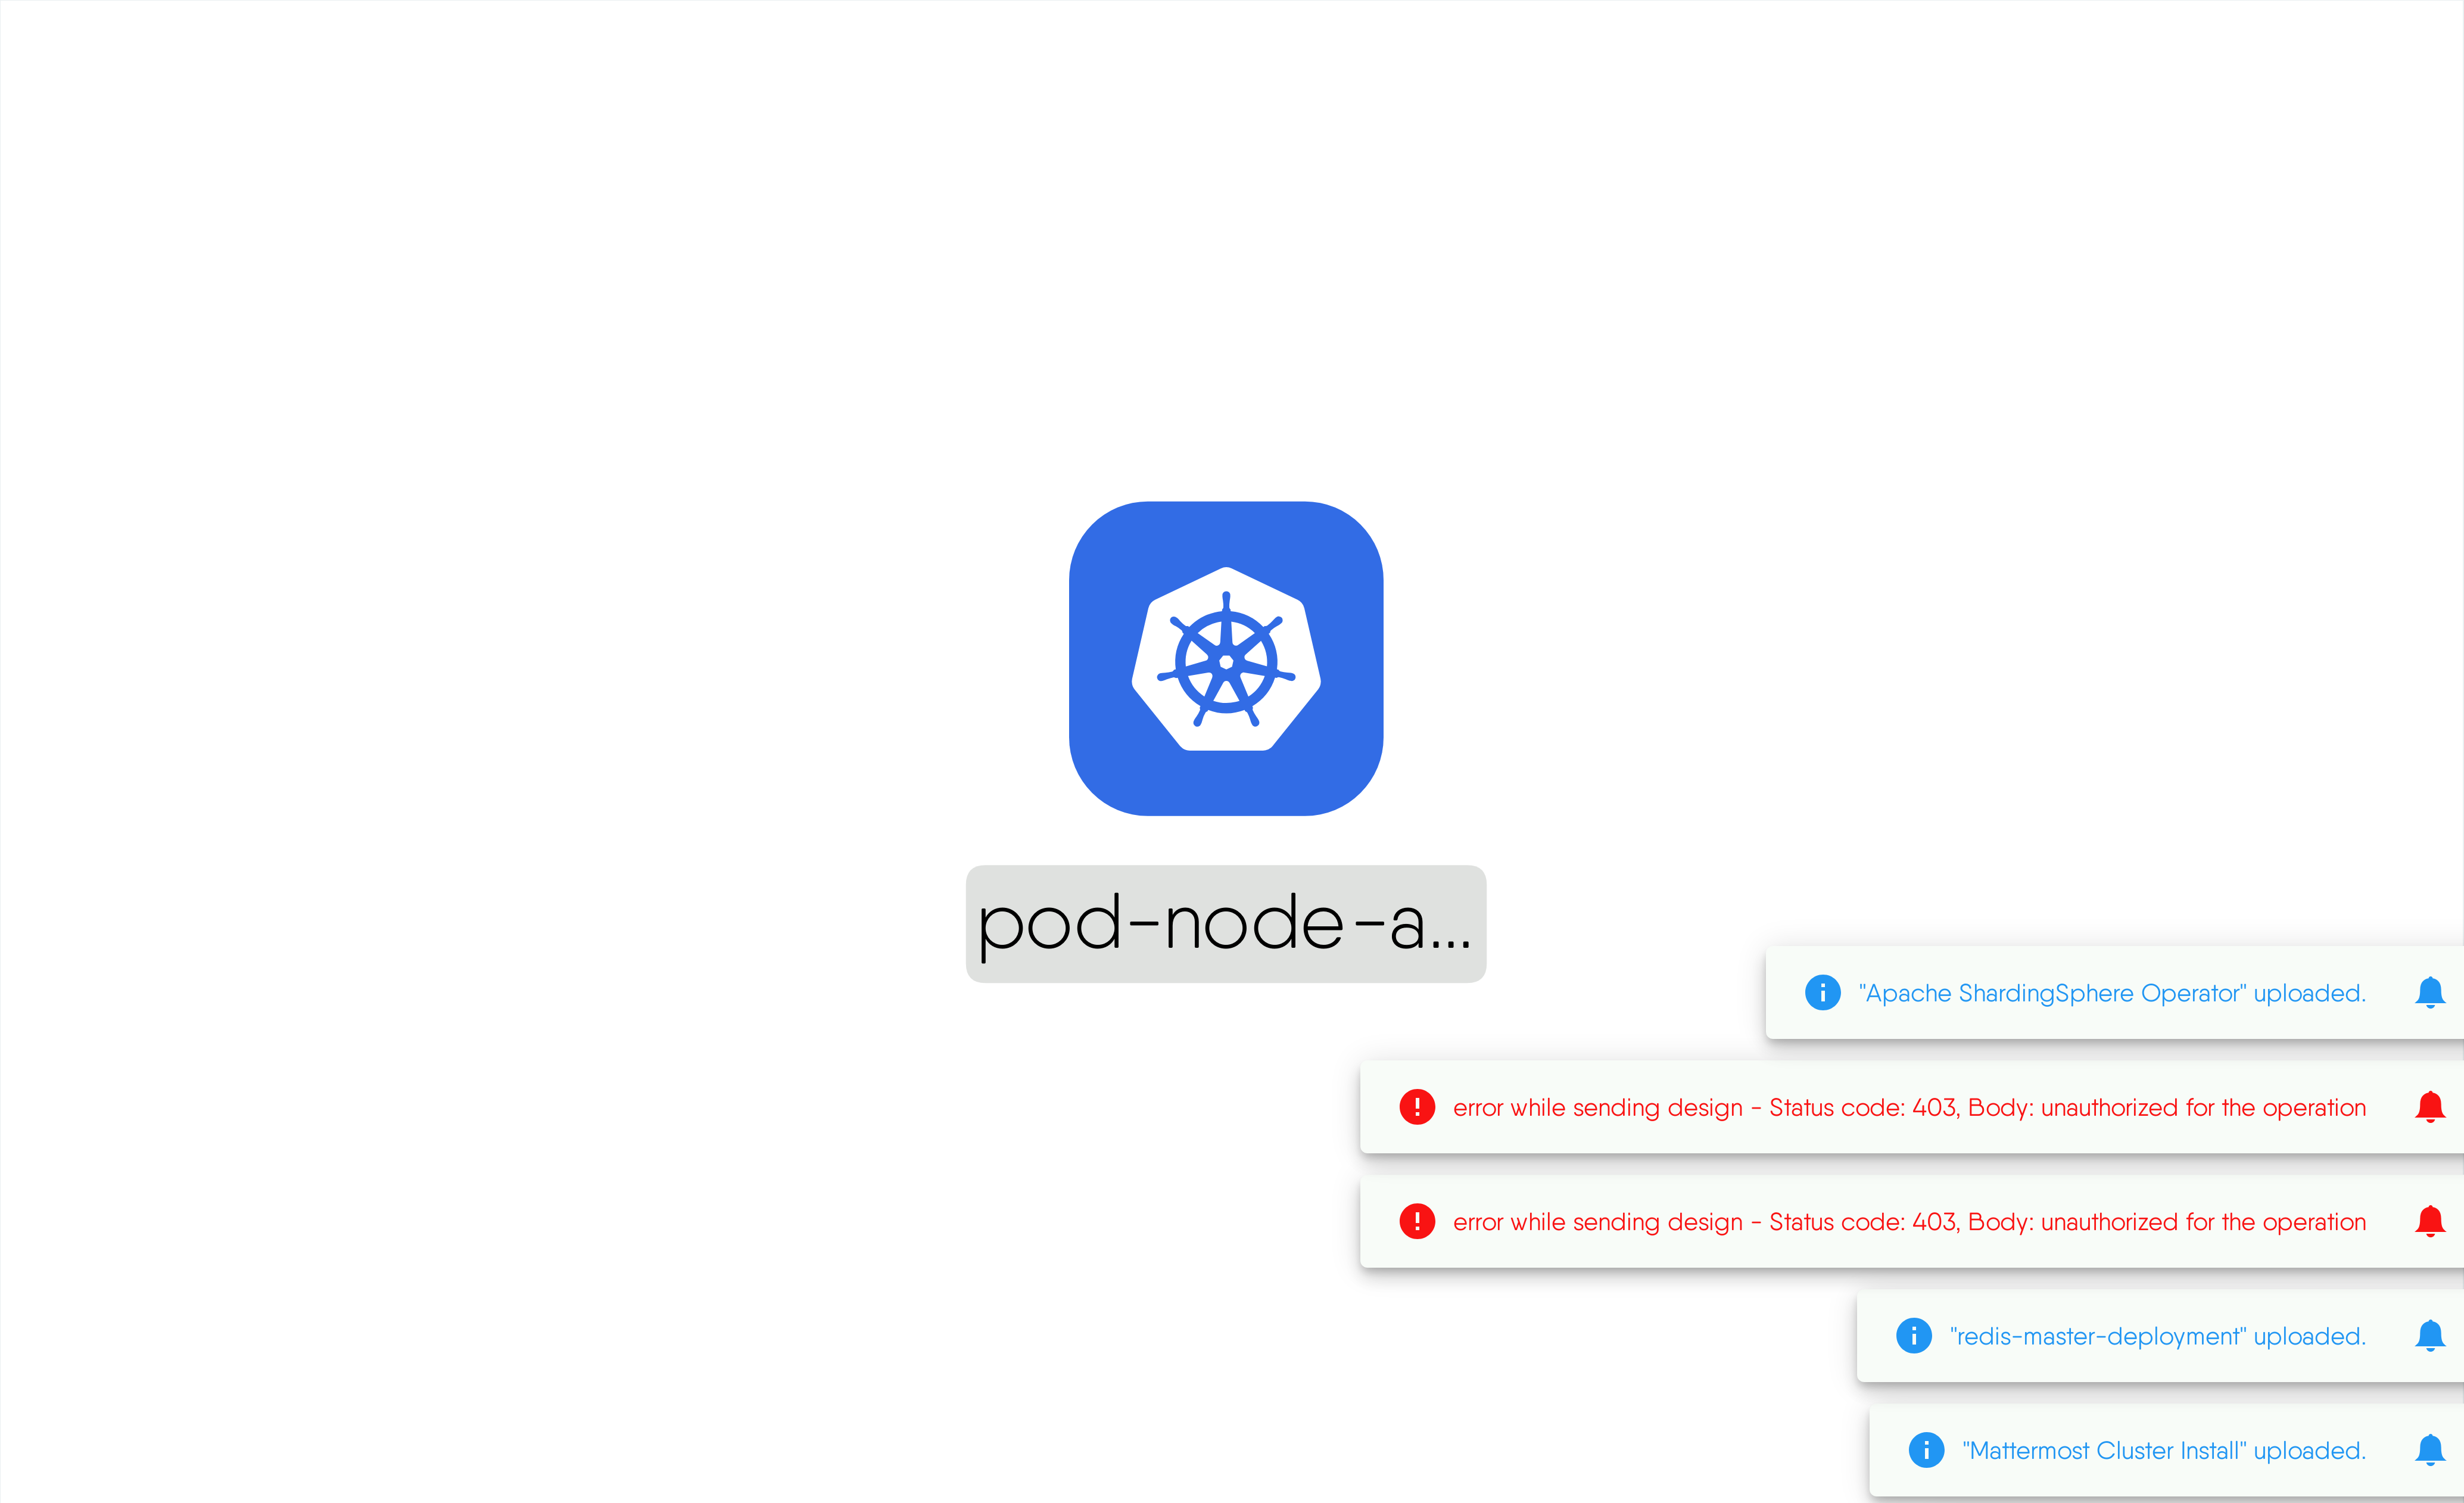 pod-node-a...
"Apache ShardingSphere Operator" uploaded.
error while sending design - Status code: 403, Body: unauthorized for the operation
error while sending design - Status code: 403, Body: unauthorized for the operation
"redis-master-deployment" uploaded.
"Mattermost Cluster Install" uploaded.